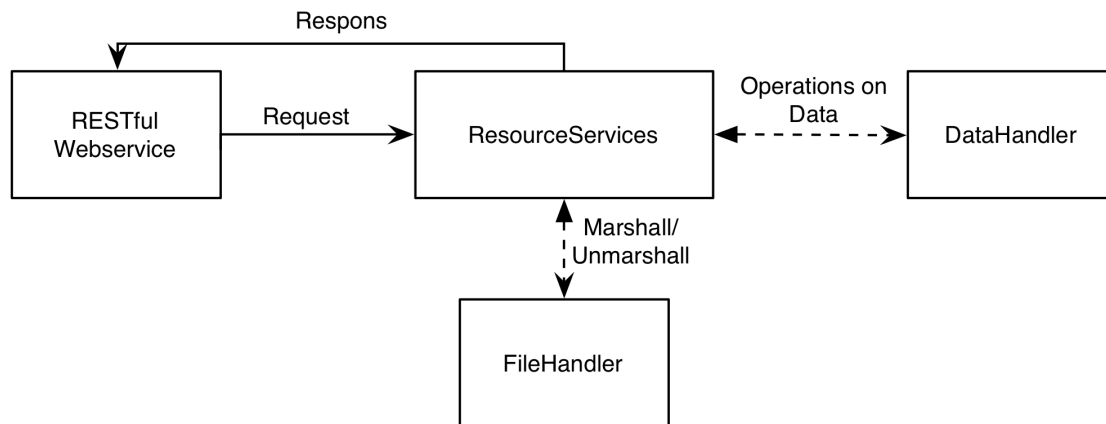 Respons
RESTful
Webservice
Request
ResourceServices
Operations on
Data
DataHandler
Marshall/
Unmarshall
FileHandler